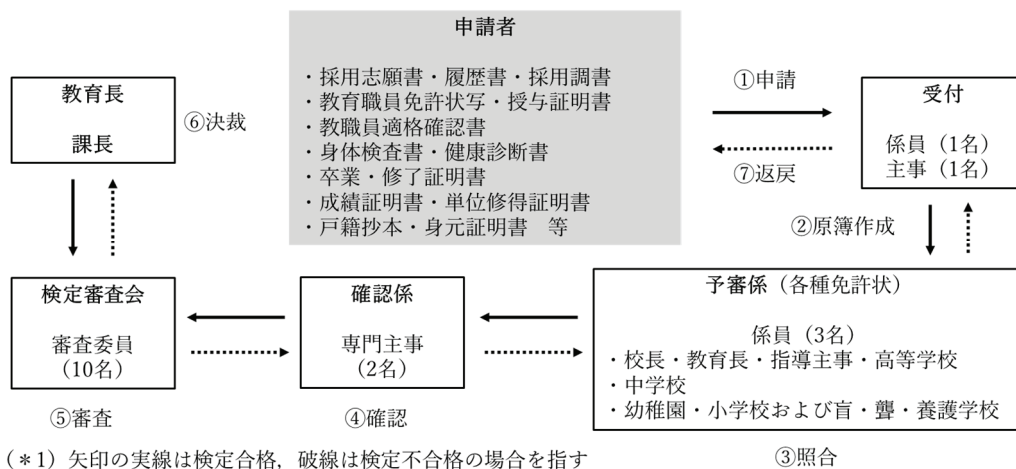 申請者
・採用志願書・履歴書・採用調書
・教育職員免許状写・授与証明書
・教職員適格確認書
・身体検査書・健康診断書
・卒業・修了証明書
・成績証明書・単位修得証明書
・戸籍抄本・身元証明書　等
①申請
⑦返戻
受付
係員（1名）
主事（1名）
②原簿作成
予審係（各種免許状）
係員（3名）
・校長・教育長・指導主事・高等学校
・中学校
・幼稚園・小学校および盲・聾・養護学校
③照合
確認係
専門主事
（2名）
④確認
検定審査会
審査委員
（10名）
⑤審査
教育長
課長
⑥決裁
（＊1）矢印の実線は検定合格，破線は検定不合格の場合を指す